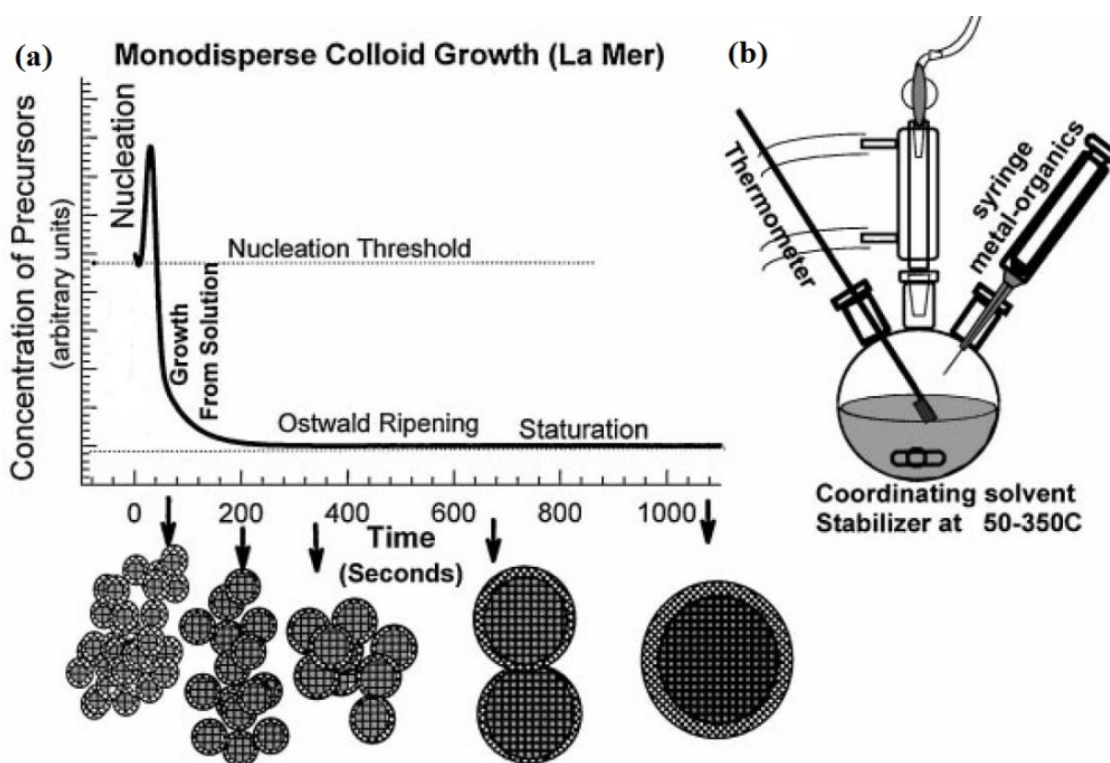 (a)
Monodisperse Colloid Growth (La Mer)
Concentration of Precursors
(arbitrary units)
Nucleation
Nucleation Threshold
Growth
From Solution
Ostwald Ripening
Staturation
0 200 400 600 800 1000
Time
(Seconds)
(b)
Thermometer
syringe
metal-organics
Coordinating solvent
Stabilizer at 50-350C